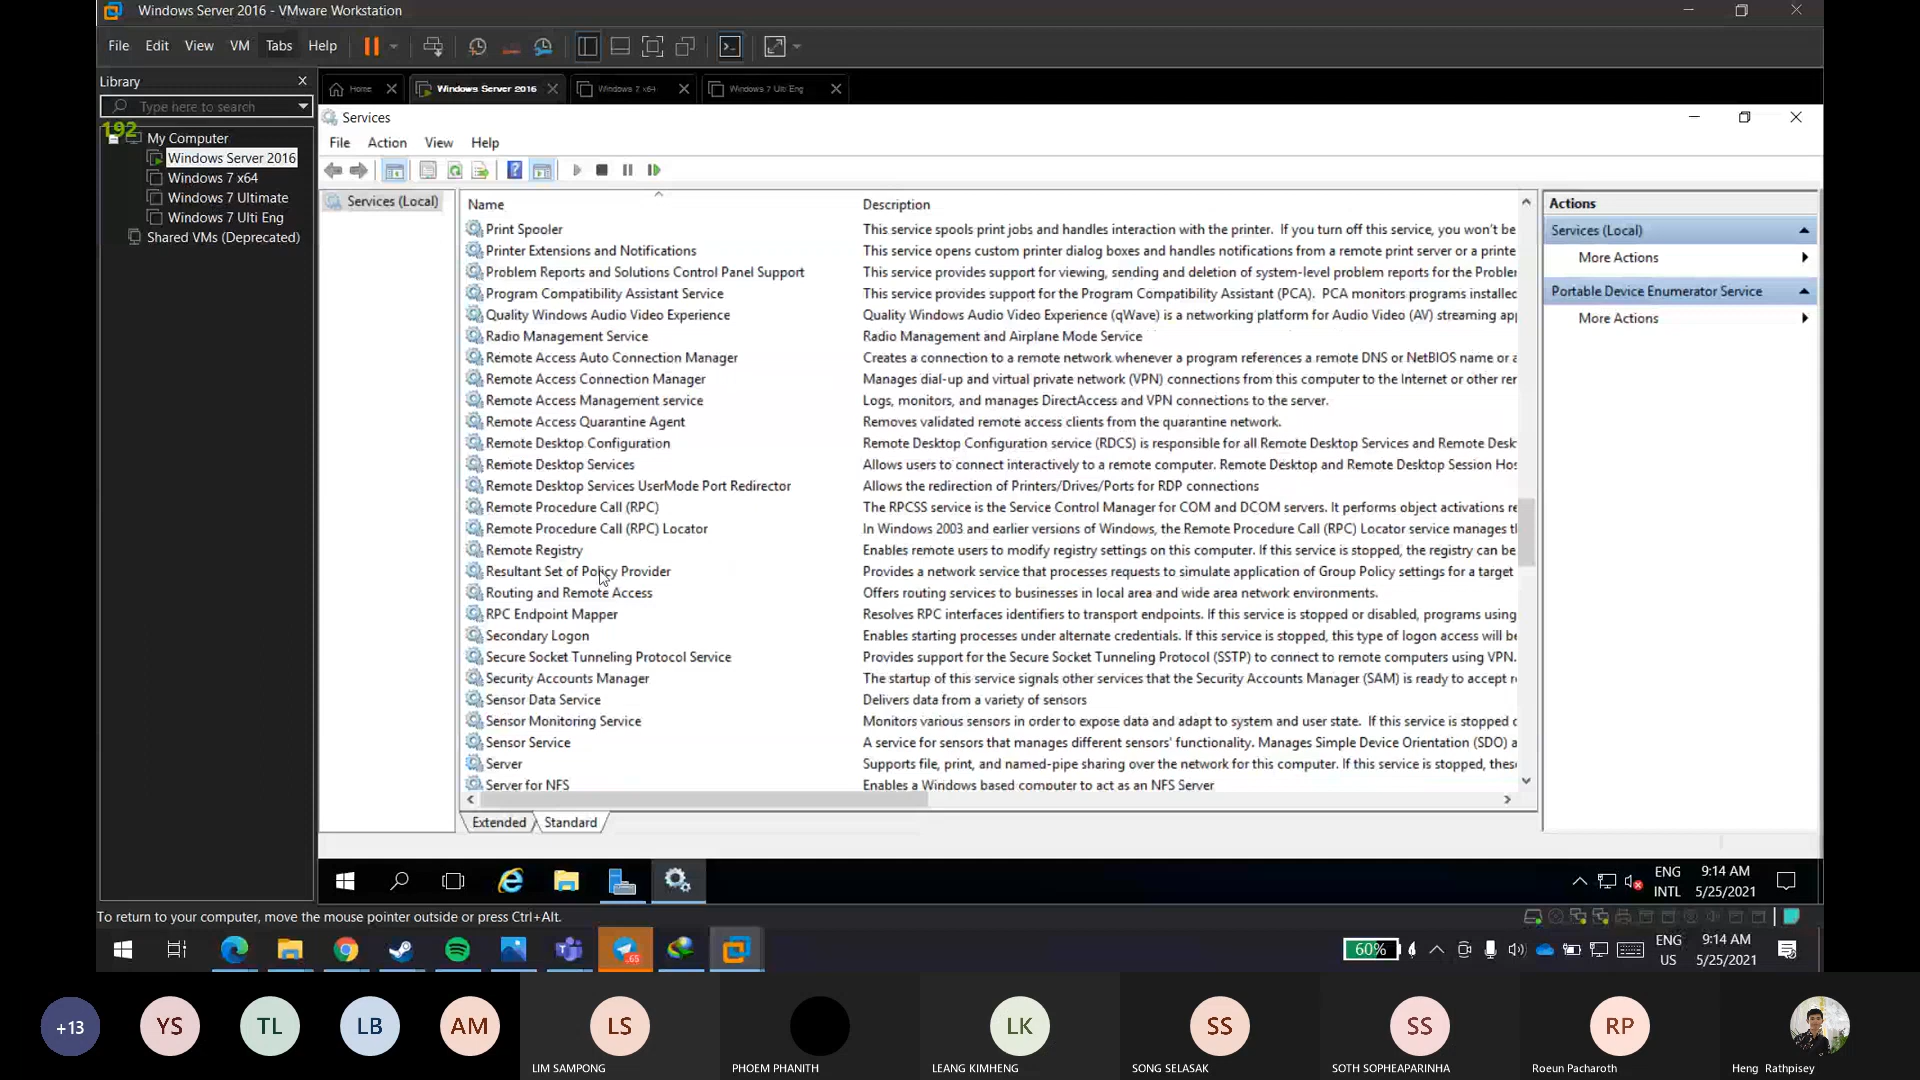 Windows Server 2016 - VMware Workstation
File Edit View VM Tabs Help
Library
Type here to search
192
My Computer
Windows Server 2016
Windows 7 x64
Windows 7 Ultimate
Windows 7 Ulti Eng
Shared VMs (Deprecated)
Home Windows Server 2016 Windows 7 x64 Windows 7 Ulti Eng
Services
File Action View Help
Services (Local)
Name Description
Print Spooler This service spools print jobs and handles interaction with the printer. If you turn off this service, you won't be
Printer Extensions and Notifications This service opens custom printer dialog boxes and handles notifications from a remote print server or a printe
Problem Reports and Solutions Control Panel Support This service provides support for viewing, sending and deletion of system-level problem reports for the Probler
Program Compatibility Assistant Service This service provides support for the Program Compatibility Assistant (PCA). PCA monitors programs installed
Quality Windows Audio Video Experience Quality Windows Audio Video Experience (qWave) is a networking platform for Audio Video (AV) streaming ap
Radio Management Service Radio Management and Airplane Mode Service
Remote Access Auto Connection Manager Creates a connection to a remote network whenever a program references a remote DNS or NetBIOS name or a
Remote Access Connection Manager Manages dial-up and virtual private network (VPN) connections from this computer to the Internet or other rer
Remote Access Management service Logs, monitors, and manages DirectAccess and VPN connections to the server.
Remote Access Quarantine Agent Removes validated remote access clients from the quarantine network.
Remote Desktop Configuration Remote Desktop Configuration service (RDCS) is responsible for all Remote Desktop Services and Remote Desk
Remote Desktop Services Allows users to connect interactively to a remote computer. Remote Desktop and Remote Desktop Session Hos
Remote Desktop Services UserMode Port Redirector Allows the redirection of Printers/Drives/Ports for RDP connections
Remote Procedure Call (RPC) The RPCSS service is the Service Control Manager for COM and DCOM servers. It performs object activations re
Remote Procedure Call (RPC) Locator In Windows 2003 and earlier versions of Windows, the Remote Procedure Call (RPC) Locator service manages tl
Remote Registry Enables remote users to modify registry settings on this computer. If this service is stopped, the registry can be
Resultant Set of Policy Provider Provides a network service that processes requests to simulate application of Group Policy settings for a target
Routing and Remote Access Offers routing services to businesses in local area and wide area network environments.
RPC Endpoint Mapper Resolves RPC interfaces identifiers to transport endpoints. If this service is stopped or disabled, programs using
Secondary Logon Enables starting processes under alternate credentials. If this service is stopped, this type of logon access will be
Secure Socket Tunneling Protocol Service Provides support for the Secure Socket Tunneling Protocol (SSTP) to connect to remote computers using VPN.
Security Accounts Manager The startup of this service signals other services that the Security Accounts Manager (SAM) is ready to accept r
Sensor Data Service Delivers data from a variety of sensors
Sensor Monitoring Service Monitors various sensors in order to expose data and adapt to system and user state. If this service is stopped o
Sensor Service A service for sensors that manages different sensors' functionality. Manages Simple Device Orientation (SDO) a
Server Supports file, print, and named-pipe sharing over the network for this computer. If this service is stopped, these
Server for NFS Enables a Windows based computer to act as an NFS Server
Extended Standard
Actions
Services (Local)
More Actions
Portable Device Enumerator Service
More Actions
ENG 9:14 AM
INTL 5/25/2021
To return to your computer, move the mouse pointer outside or press Ctrl+Alt.
60% ENG 9:14 AM
US 5/25/2021
+13 YS TL LB AM LS LK SS SS RP
LIM SAMPONG PHOEM PHANITH LEANG KIMHENG SONG SELASAK SOTH SOPHEAPARINHA Roeun Pacharoth Heng Rathpisey